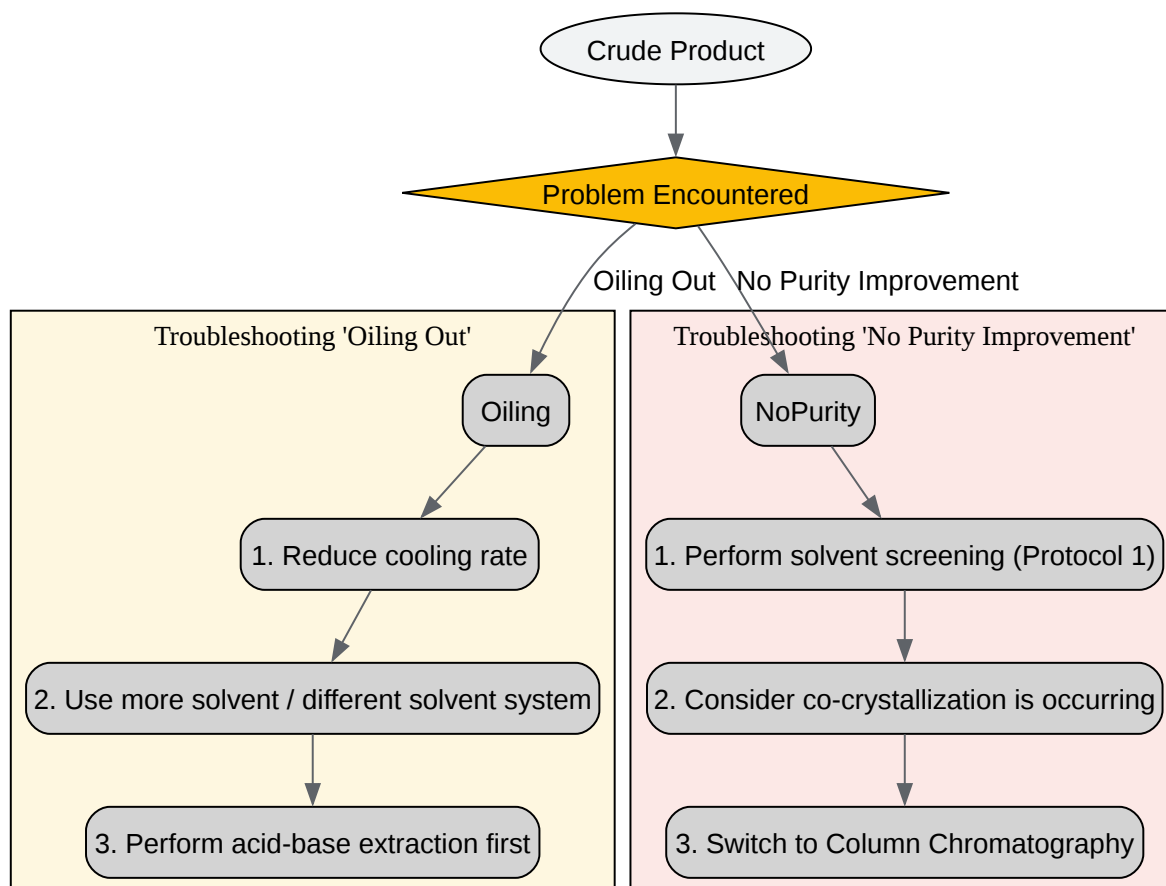 Crude Product
Problem Encountered
Oiling Out
No Purity Improvement
Troubleshooting 'Oiling Out'
Oiling
1. Reduce cooling rate
2. Use more solvent / different solvent system
3. Perform acid-base extraction first
Troubleshooting 'No Purity Improvement'
NoPurity
1. Perform solvent screening (Protocol 1)
2. Consider co-crystallization is occurring
3. Switch to Column Chromatography